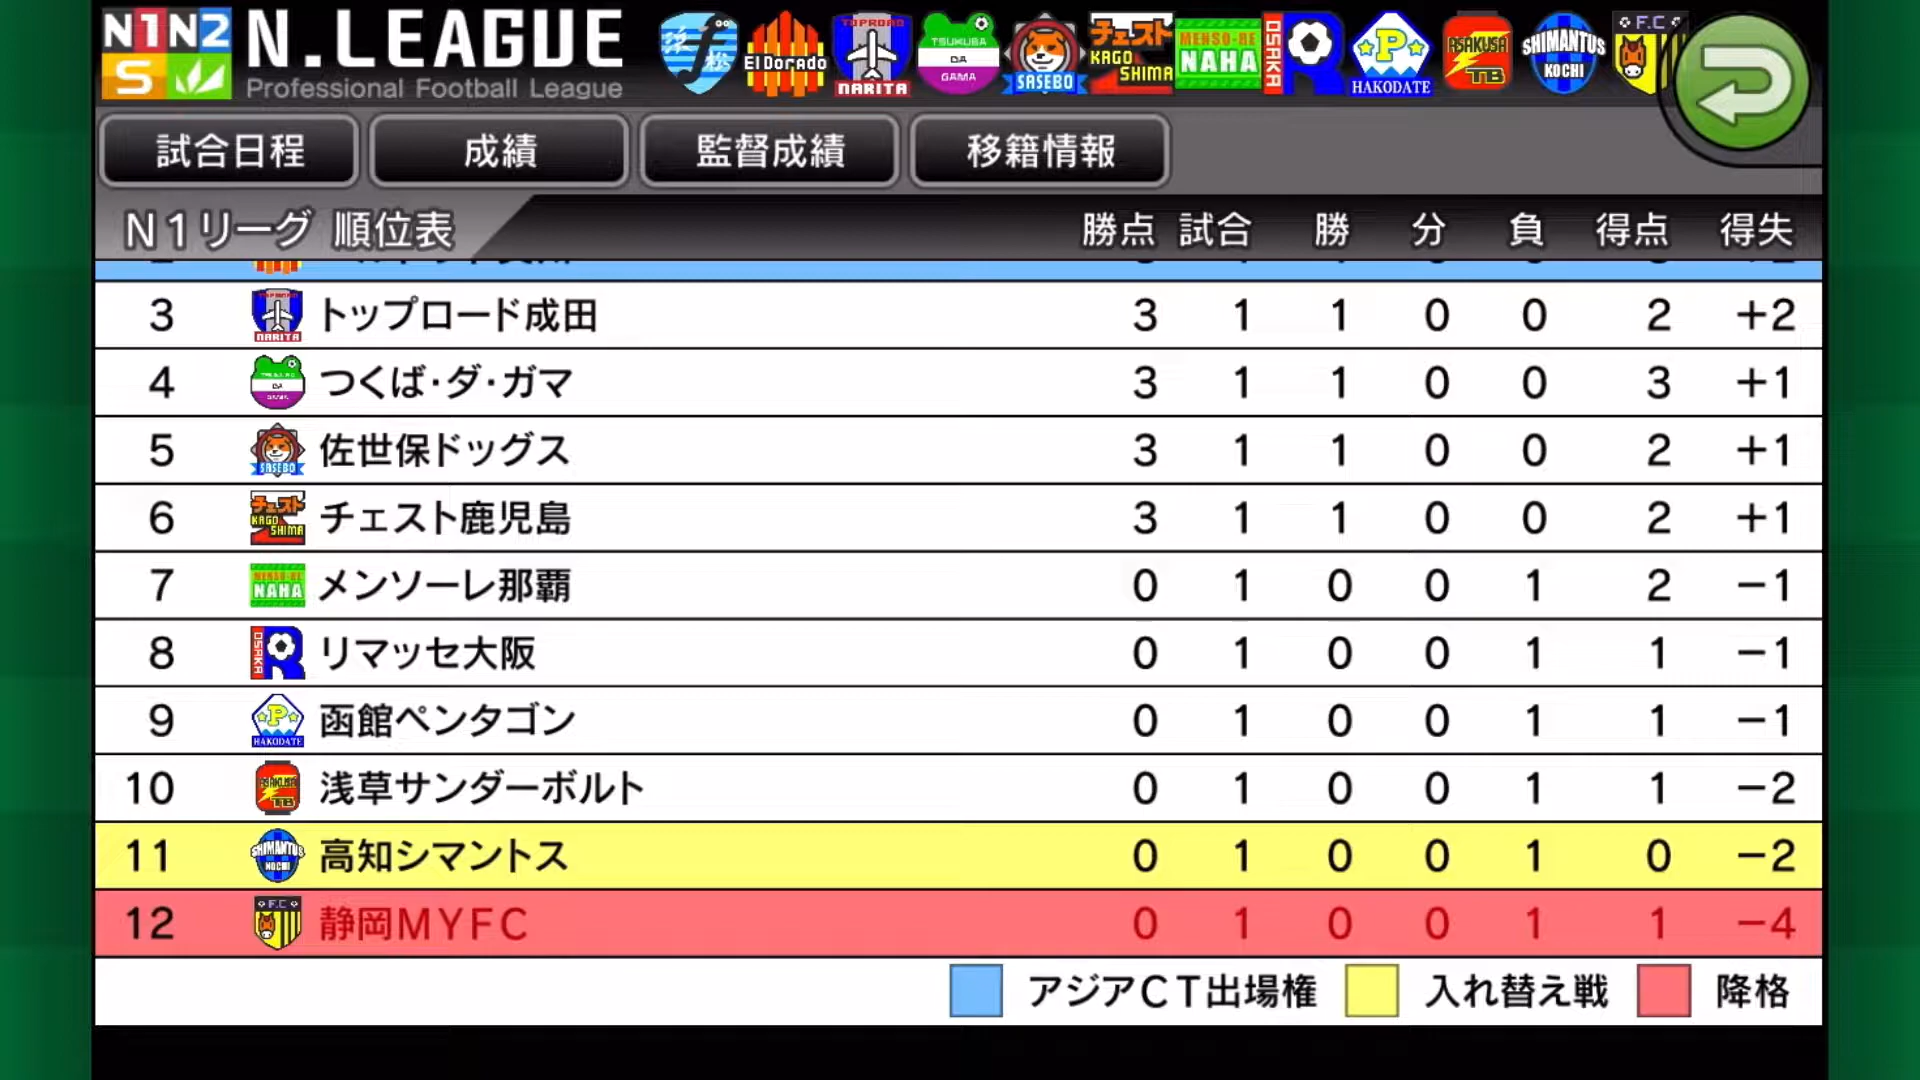 N1 N2 S
N.LEAGUE
Professional Football League
浜松 f
El Dorado
TOPROAD NARITA
TSUKUBA DA GAMA
SASEBO
チェスト KAGO SHIMA
MENSO-RE NAHA
OSAKA R
P HAKODATE
ASAKUSA TB
SHIMANTUS KOCHI
F.C
試合日程 成績 監督成績 移籍情報
N1リーグ 順位表 勝点 試合 勝 分 負 得点 得失
3 トップロード成田 3 1 1 0 0 2 +2
4 つくば・ダ・ガマ 3 1 1 0 0 3 +1
5 佐世保ドッグス 3 1 1 0 0 2 +1
6 チェスト鹿児島 3 1 1 0 0 2 +1
7 メンソーレ那覇 0 1 0 0 1 2 −1
8 リマッセ大阪 0 1 0 0 1 1 −1
9 函館ペンタゴン 0 1 0 0 1 1 −1
10 浅草サンダーボルト 0 1 0 0 1 1 −2
11 高知シマントス 0 1 0 0 1 0 −2
12 静岡MYFC 0 1 0 0 1 1 −4
アジアCT出場権 入れ替え戦 降格